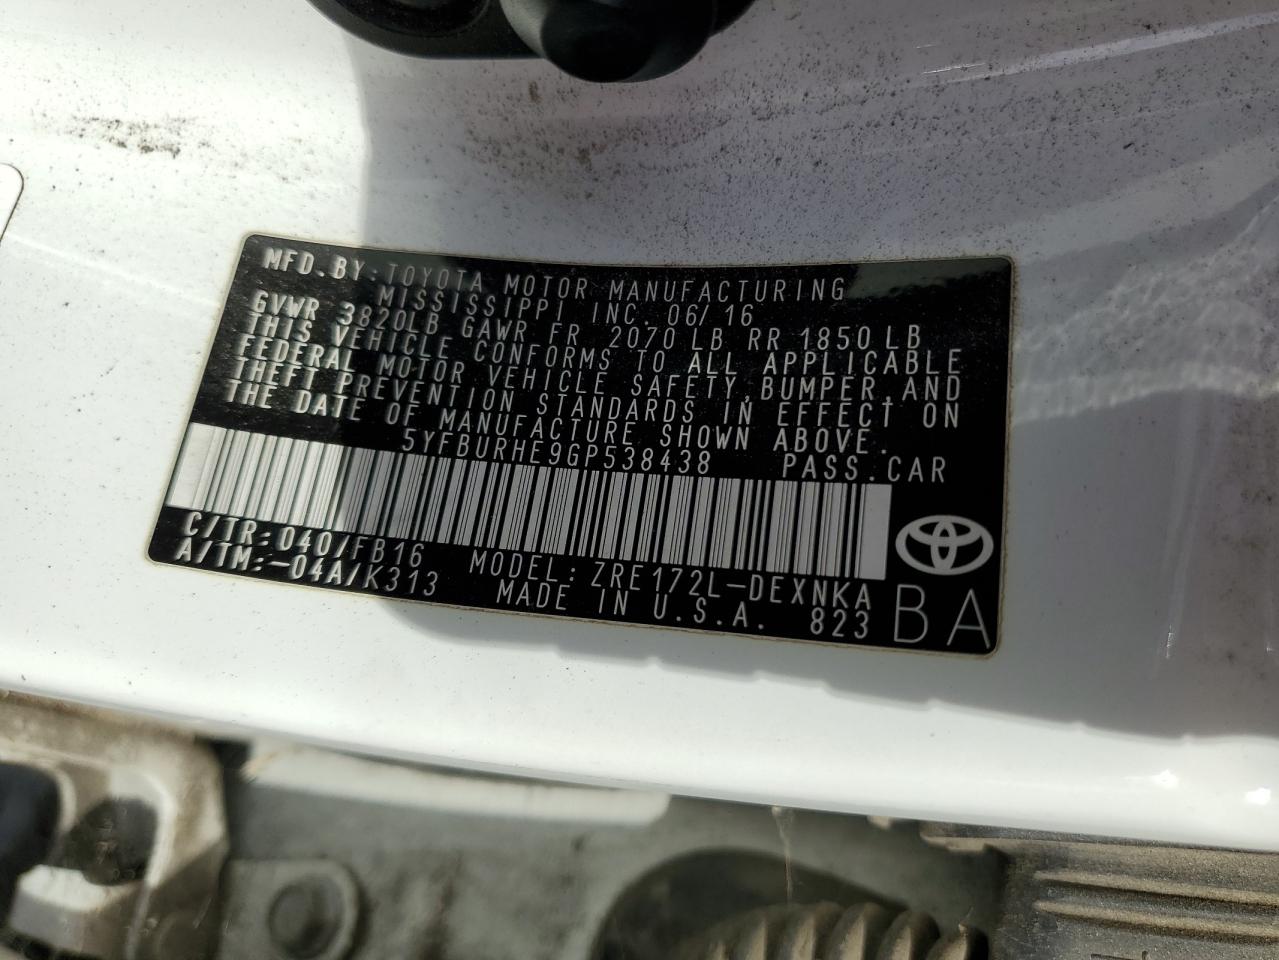 MFD. BY: TOYOTA MOTOR MANUFACTURING
MISSISSIPPI INC. 06/16
GVWR 3820LB GAWR FR 2070 LB RR 1850 LB
THIS VEHICLE CONFORMS TO ALL APPLICABLE
FEDERAL MOTOR VEHICLE SAFETY, BUMPER, AND
THEFT PREVENTION STANDARDS IN EFFECT ON
THE DATE OF MANUFACTURE SHOWN ABOVE.
5YFBURHE9GP538438 PASS. CAR
C/TR: 040/FB16 MODEL: ZRE172L-DEXNKA
A/TM:-04A/K313 MADE IN U.S.A. 823
BA